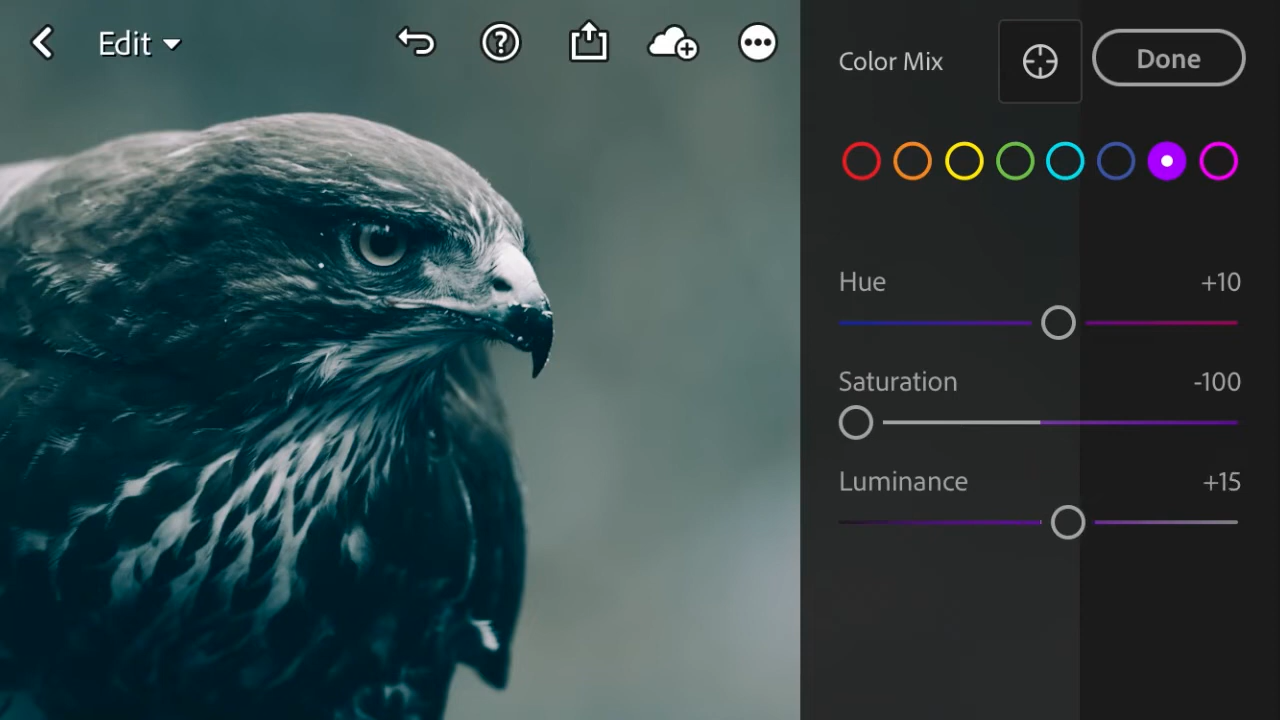 Edit
Color Mix
Done
Hue +10
Saturation -100
Luminance +15